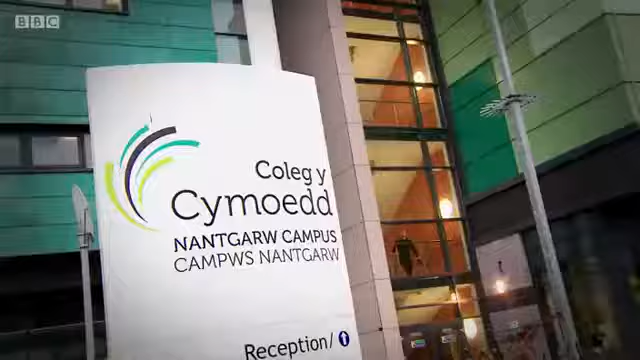 BBC
Coleg y
Cymoedd
NANTGARW CAMPUS
CAMPWS NANTGARW
Reception/